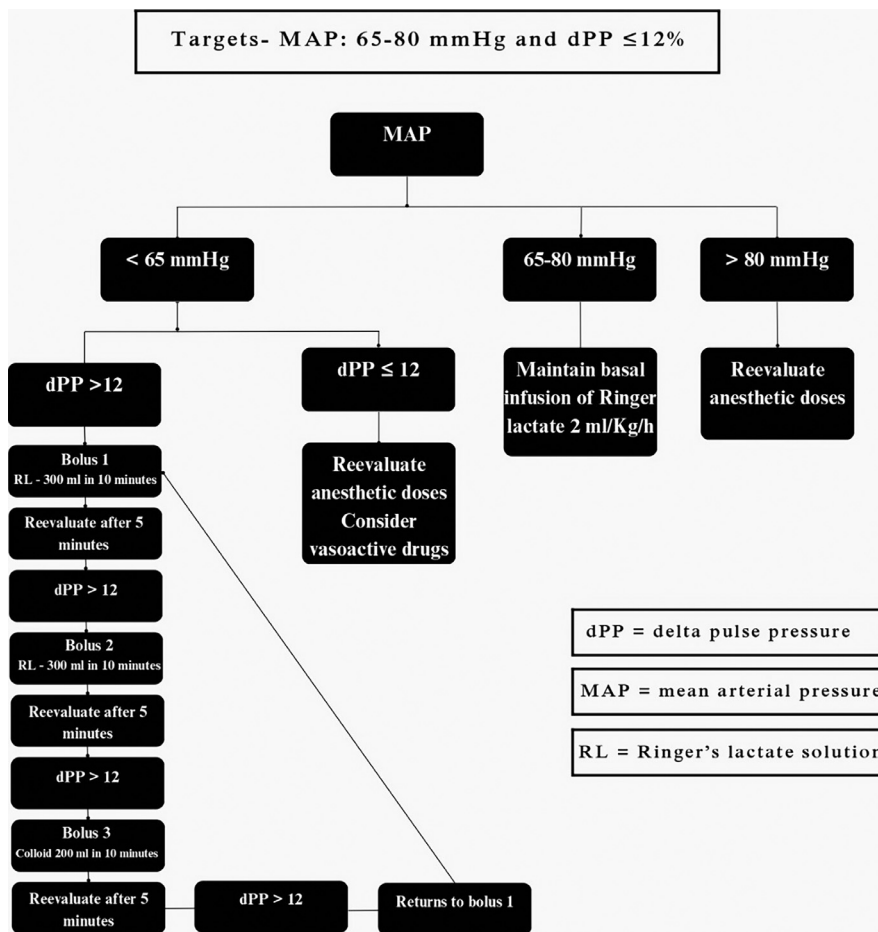 Targets- MAP: 65-80 mmHg and dPP ≤12%
MAP
< 65 mmHg
65-80 mmHg
> 80 mmHg
dPP >12
dPP ≤ 12
Maintain basal
infusion of Ringer
lactate 2 ml/Kg/h
Reevaluate
anesthetic doses
Bolus 1
RL - 300 ml in 10 minutes
Reevaluate
anesthetic doses
Consider
vasoactive drugs
Reevaluate after 5
minutes
dPP > 12
Bolus 2
RL - 300 ml in 10 minutes
Reevaluate after 5
minutes
dPP > 12
Bolus 3
Colloid 200 ml in 10 minutes
Reevaluate after 5
minutes
dPP > 12
Returns to bolus 1
dPP = delta pulse pressure
MAP = mean arterial pressure
RL = Ringer's lactate solution